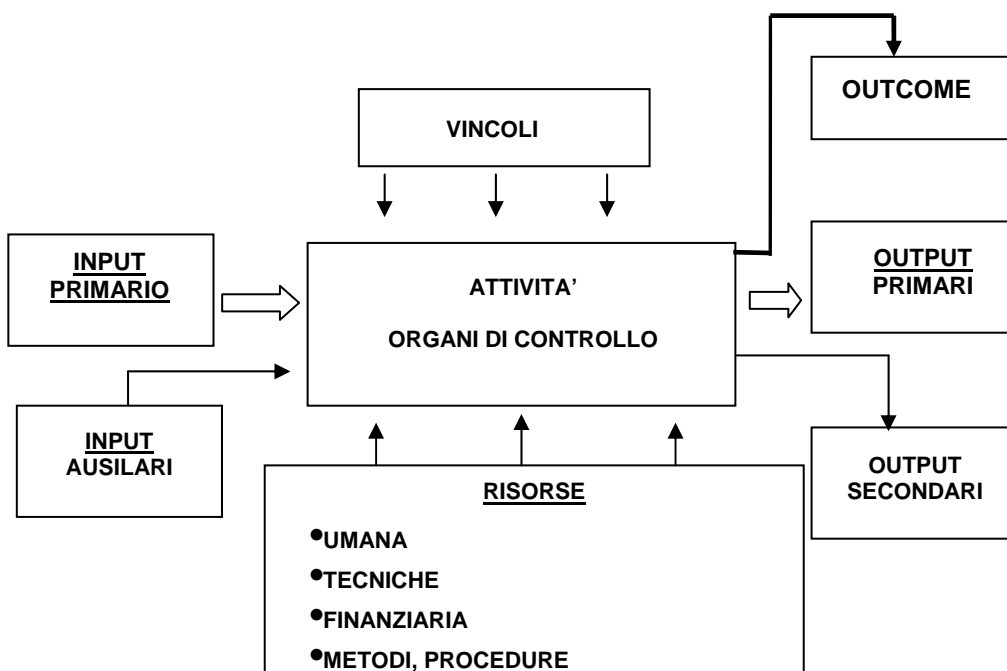 OUTCOME
VINCOLI
INPUT
PRIMARIO
ATTIVITA’
ORGANI DI CONTROLLO
OUTPUT
PRIMARI
INPUT
AUSILARI
OUTPUT
SECONDARI
RISORSE
•UMANA
•TECNICHE
•FINANZIARIA
•METODI, PROCEDURE